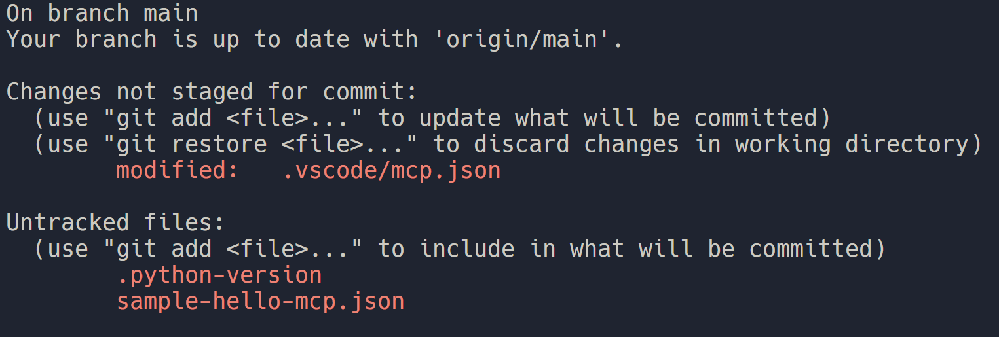 On branch main
Your branch is up to date with 'origin/main'.

Changes not staged for commit:
  (use "git add <file>..." to update what will be committed)
  (use "git restore <file>..." to discard changes in working directory)
        modified:   .vscode/mcp.json

Untracked files:
  (use "git add <file>..." to include in what will be committed)
        .python-version
        sample-hello-mcp.json